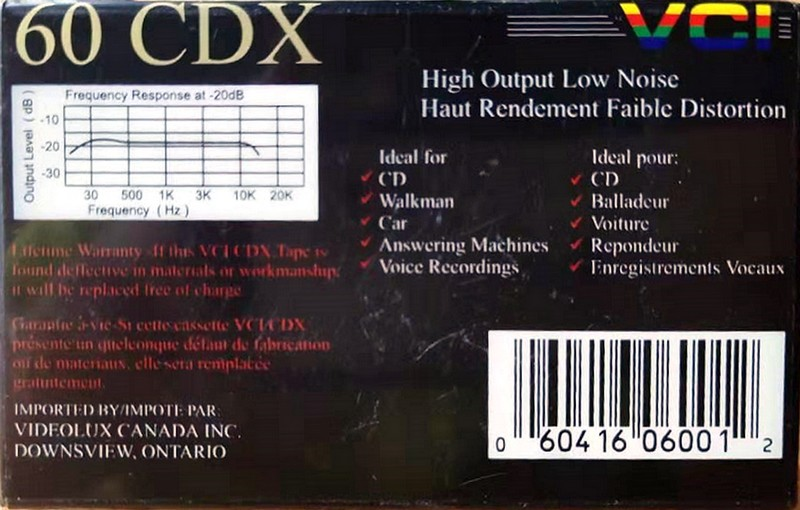 60 CDX
VCI
High Output Low Noise
Haut Rendement Faible Distortion
Frequency Response at -20dB
Output Level ( dB )
-10
-20
-30
30 500 1K 3K 10K 20K
Frequency ( Hz )
Ideal for
CD
Walkman
Car
Answering Machines
Voice Recordings
Ideal pour:
CD
Balladeur
Voiture
Repondeur
Enregistrements Vocaux
Lifetime Warranty -If this VCI CDX Tape is
found deffective in materials or workmanship,
it will be replaced free of charge
Garantie à vie-Si cette cassette VCI CDX
présente un quelconque défaut de fabrication
ou de materiaux, elle sera remplacée
gratuitement.
IMPORTED BY/IMPOTE PAR:
VIDEOLUX CANADA INC.
DOWNSVIEW, ONTARIO
0 60416 06001 2